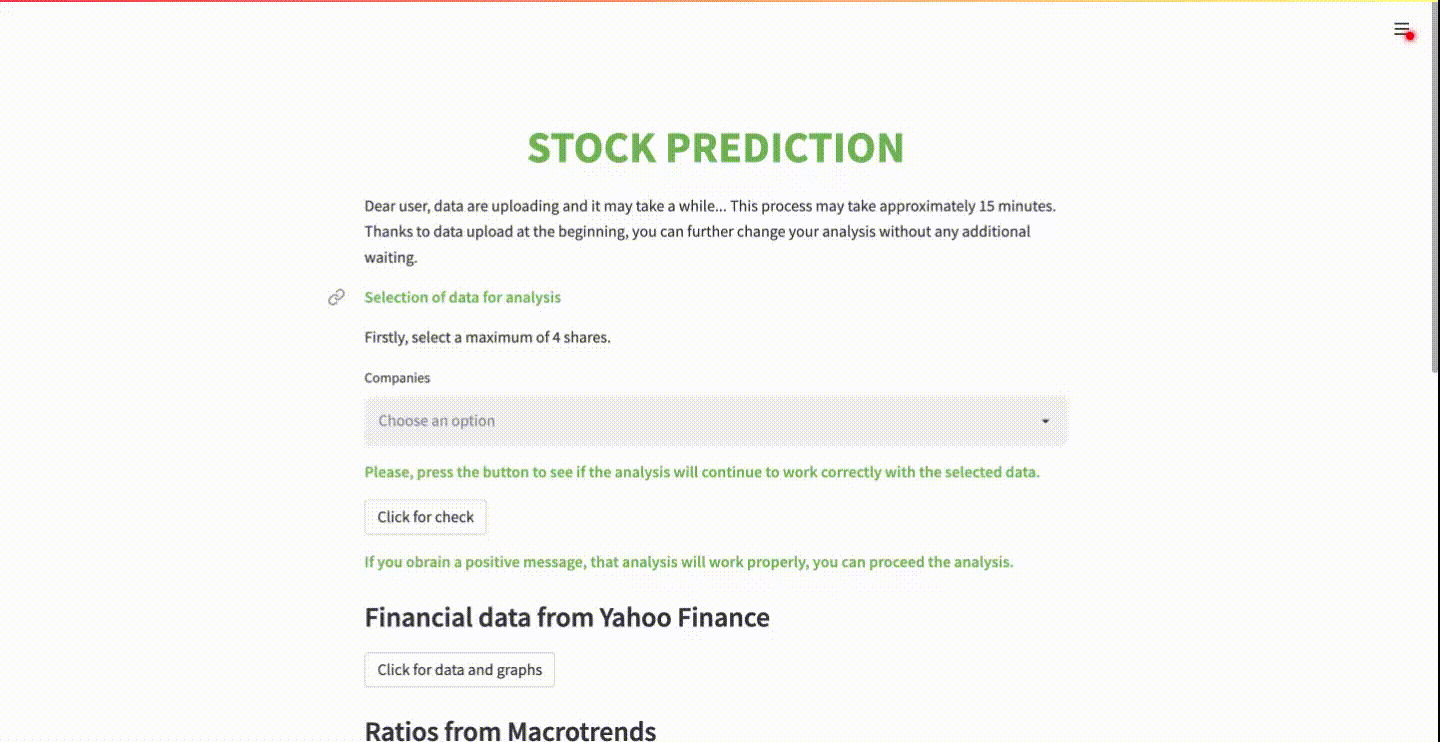 STOCK PREDICTION
Dear user, data are uploading and it may take a while... This process may take approximately 15 minutes.
Thanks to data upload at the beginning, you can further change your analysis without any additional
waiting.
Selection of data for analysis
Firstly, select a maximum of 4 shares.
Companies
Choose an option
Please, press the button to see if the analysis will continue to work correctly with the selected data.
Click for check
If you obrain a positive message, that analysis will work properly, you can proceed the analysis.
Financial data from Yahoo Finance
Click for data and graphs
Ratios from Macrotrends